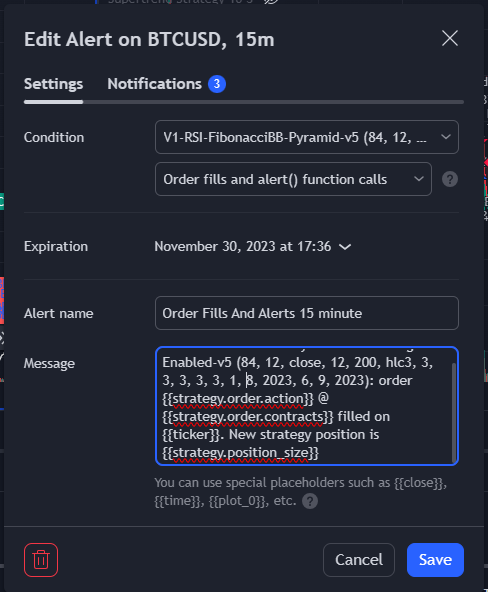 Supertrend Strategy
Edit Alert on BTCUSD, 15m
Settings
Notifications 3
Condition
V1-RSI-FibonacciBB-Pyramid-v5 (84, 12, ...
Order fills and alert() function calls
?
Expiration
November 30, 2023 at 17:36
Alert name
Order Fills And Alerts 15 minute
Message
Enabled-v5 (84, 12, close, 12, 200, hlc3, 3,
3, 3, 3, 3, 1, 8, 2023, 6, 9, 2023): order
{{strategy.order.action}} @
{{strategy.order.contracts}} filled on
{{ticker}}. New strategy position is
{{strategy.position_size}}
You can use special placeholders such as {{close}},
{{time}}, {{plot_0}}, etc. ?
Cancel
Save